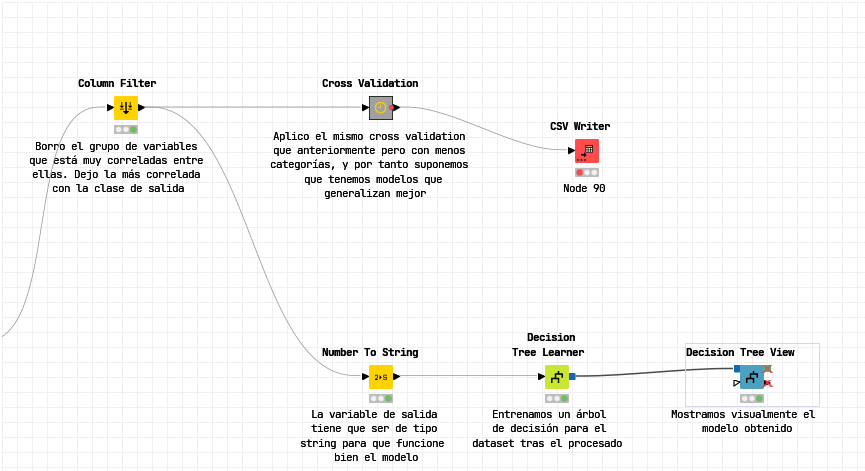 Column Filter
Borro el grupo de variables
que está muy correladas entre
ellas. Dejo la más correlada
con la clase de salida
Cross Validation
Aplico el mismo cross validation
que anteriormente pero con menos
categorías, y por tanto suponemos
que tenemos modelos que
generalizan mejor
CSV Writer
Node 90
Number To String
2▸S
La variable de salida
tiene que ser de tipo
string para que funcione
bien el modelo
Decision
Tree Learner
Entrenamos un árbol
de decisión para el
dataset tras el procesado
Decision Tree View
Mostramos visualmente el
modelo obtenido